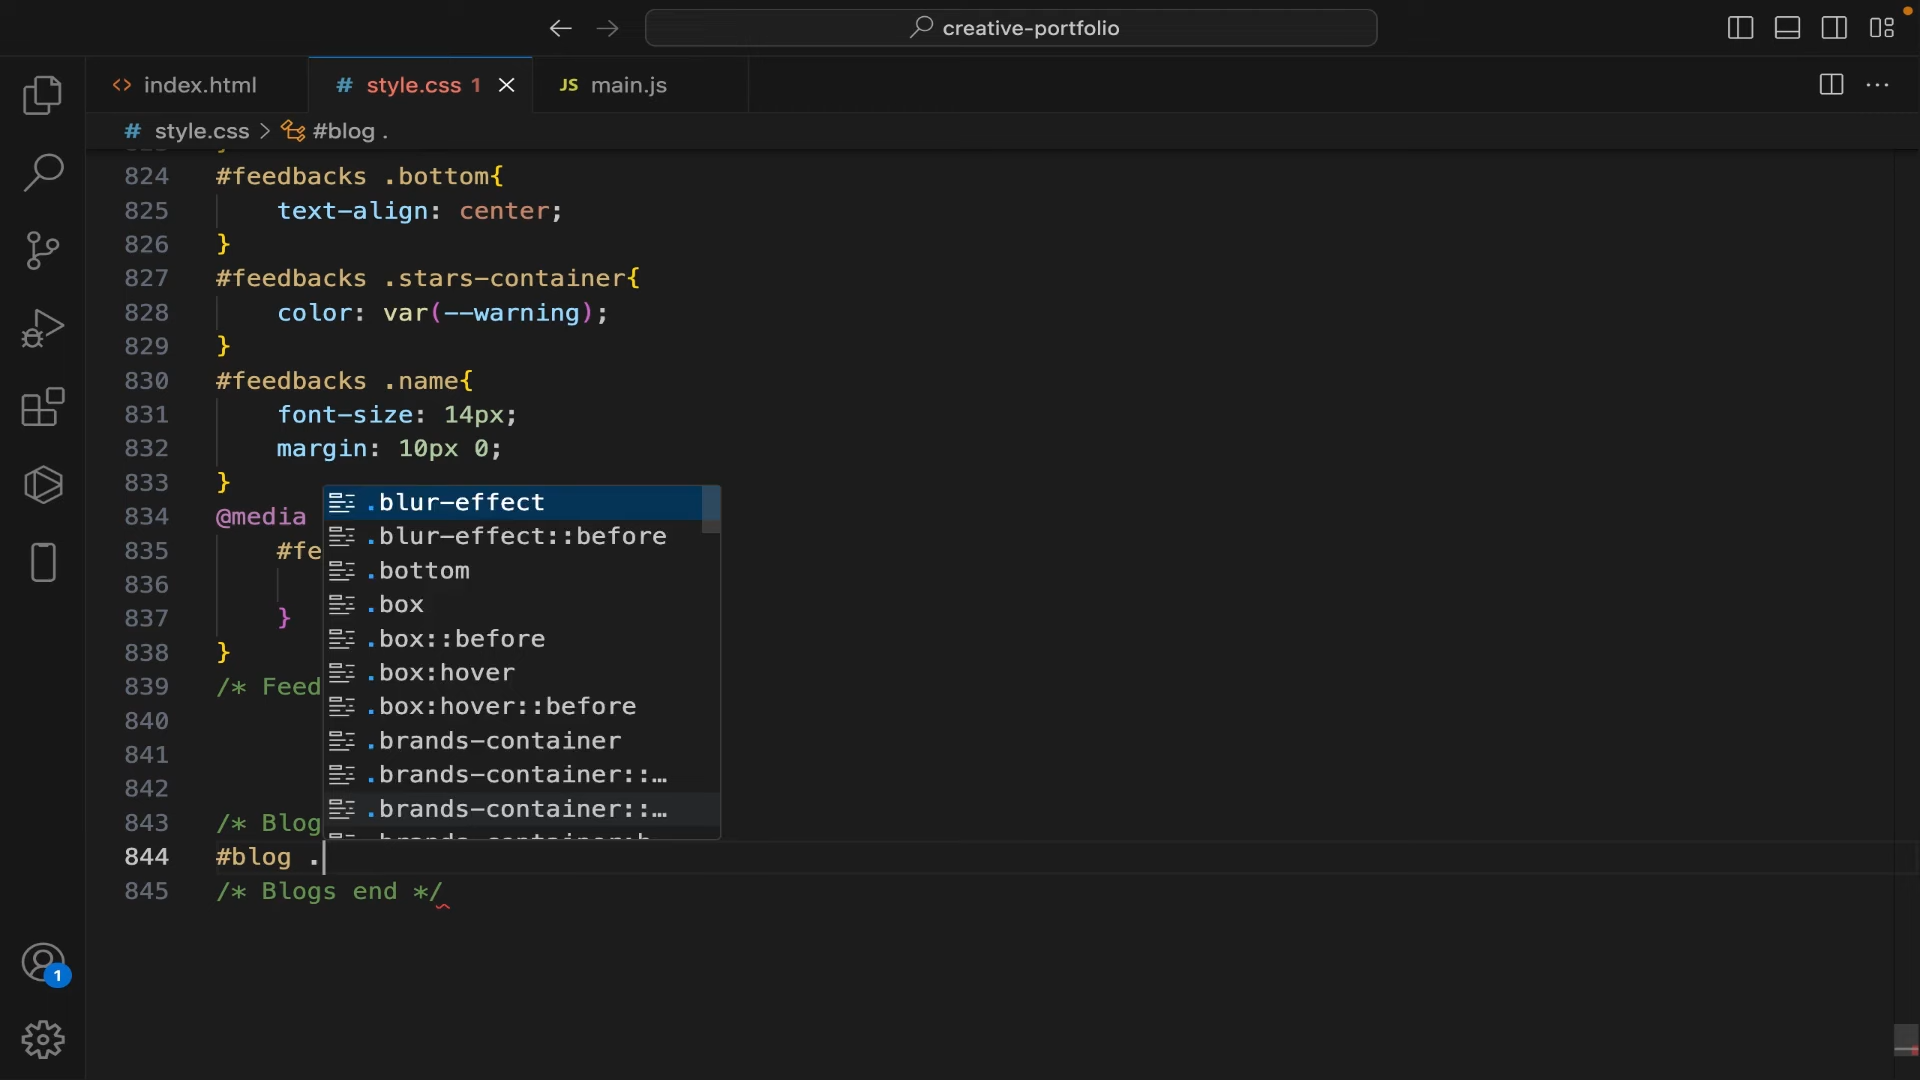 creative-portfolio
<> index.html
# style.css 1
JS main.js
# style.css > #blog .
824 #feedbacks .bottom{
825 text-align: center;
826 }
827 #feedbacks .stars-container{
828 color: var(--warning);
829 }
830 #feedbacks .name{
831 font-size: 14px;
832 margin: 10px 0;
833 }
834 @media
835 #fe
836
837 }
838 }
839 /* Feed
840
841
842
843 /* Blog
844 #blog .
845 /* Blogs end */
.blur-effect
.blur-effect::before
.bottom
.box
.box::before
.box:hover
.box:hover::before
.brands-container
.brands-container::…
.brands-container::…
1